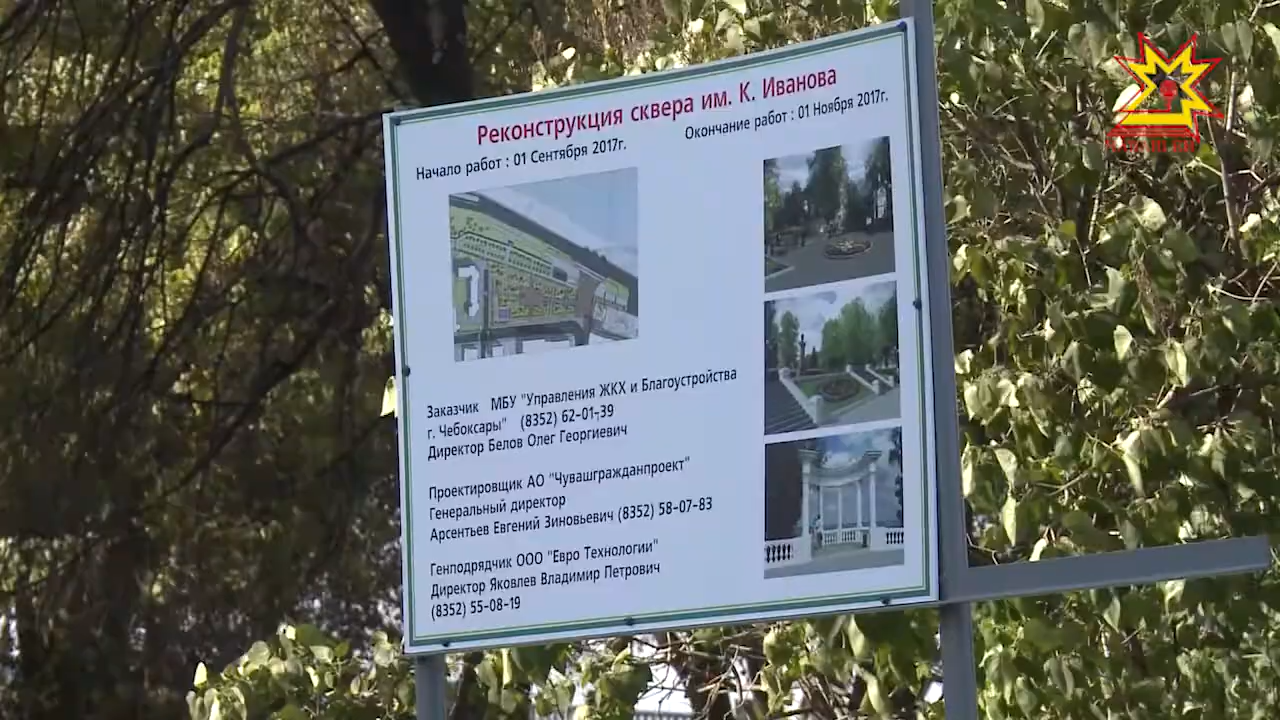 Реконструкция сквера им. К. Иванова
Начало работ : 01 Сентября 2017г.
Окончание работ : 01 Ноября 2017г.
Заказчик МБУ "Управления ЖКХ и Благоустройства
г. Чебоксары" (8352) 62-01-39
Директор Белов Олег Георгиевич
Проектировщик АО "Чувашгражданпроект"
Генеральный директор
Арсентьев Евгений Зиновьевич (8352) 58-07-83
Генподрядчик ООО "Евро Технологии"
Директор Яковлев Владимир Петрович
(8352) 55-08-19